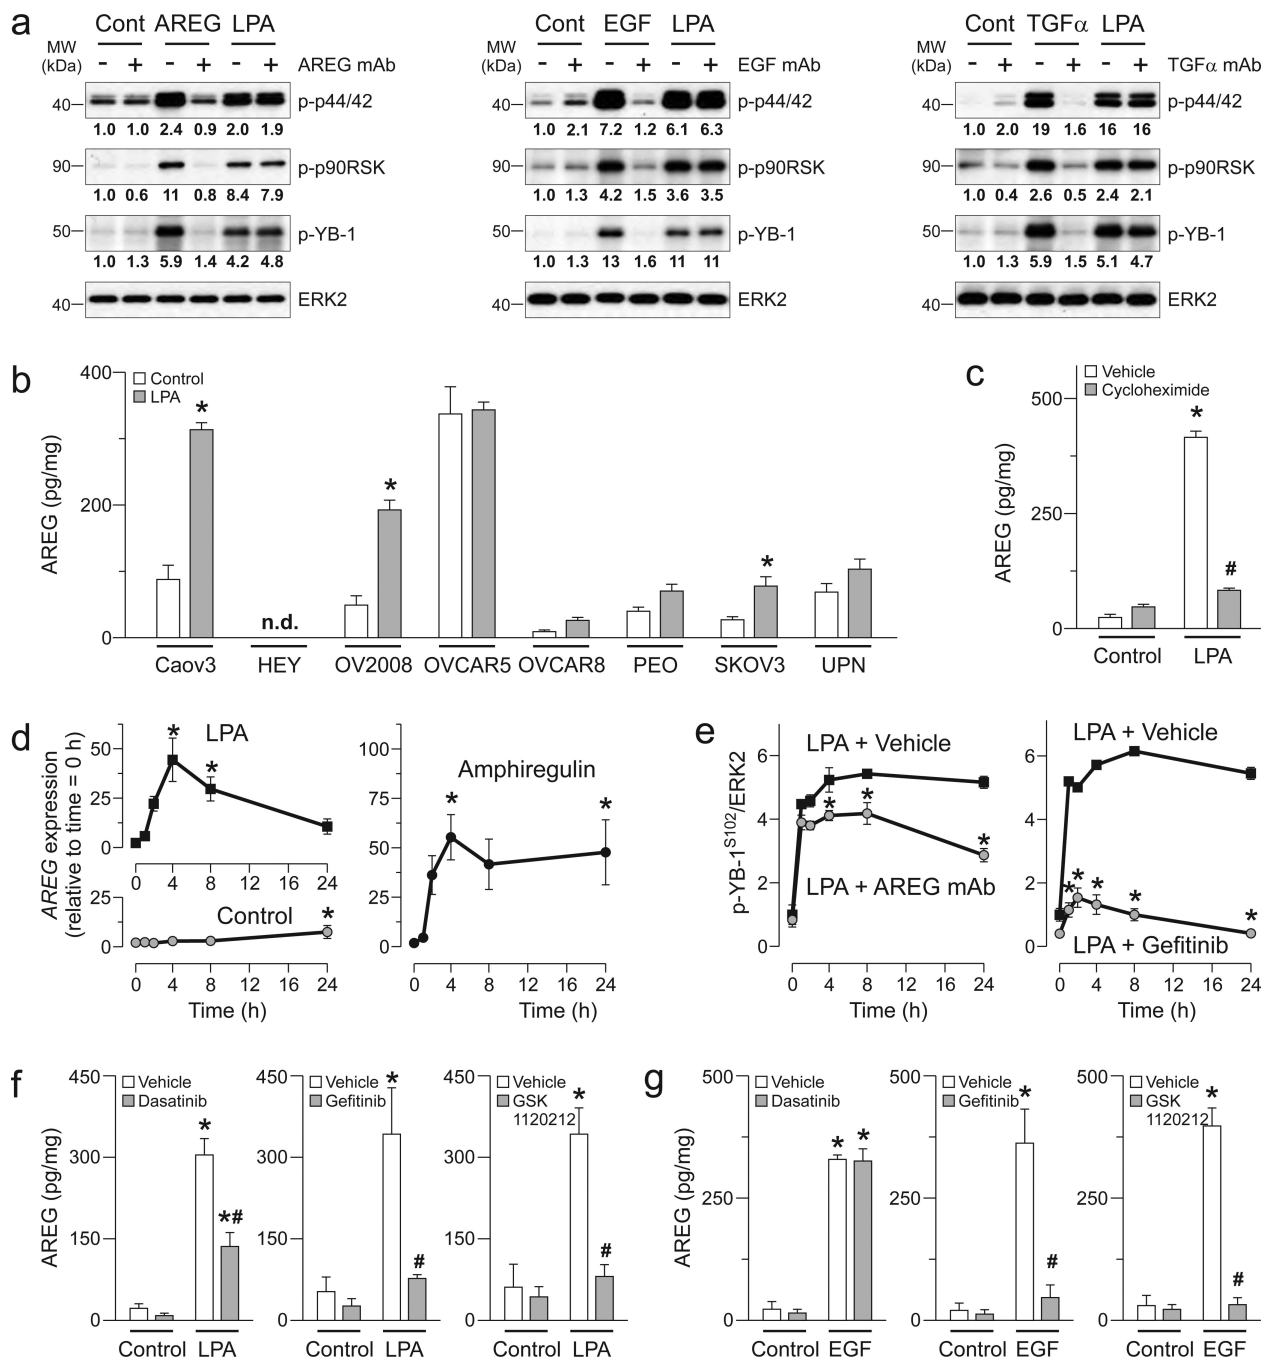 a
Cont AREG LPA
MW
(kDa)
- + - + - + AREG mAb
40 p-p44/42
1.0 1.0 2.4 0.9 2.0 1.9
90 p-p90RSK
1.0 0.6 11 0.8 8.4 7.9
50 p-YB-1
1.0 1.3 5.9 1.4 4.2 4.8
40 ERK2
Cont EGF LPA
MW
(kDa)
- + - + - + EGF mAb
40 p-p44/42
1.0 2.1 7.2 1.2 6.1 6.3
90 p-p90RSK
1.0 1.3 4.2 1.5 3.6 3.5
50 p-YB-1
1.0 1.3 13 1.6 11 11
40 ERK2
Cont TGFα LPA
MW
(kDa)
- + - + - + TGFα mAb
40 p-p44/42
1.0 2.0 19 1.6 16 16
90 p-p90RSK
1.0 0.4 2.6 0.5 2.4 2.1
50 p-YB-1
1.0 1.3 5.9 1.5 5.1 4.7
40 ERK2
b
AREG (pg/mg)
400
200
0
Control
LPA
*
n.d.
*
*
Caov3 HEY OV2008 OVCAR5 OVCAR8 PEO SKOV3 UPN
c
AREG (pg/mg)
500
250
0
Vehicle
Cycloheximide
*
#
Control LPA
d
AREG expression
(relative to time = 0 h)
50
25
0
LPA
* *
0 4 8 12 16 24
25
0
Control
*
0 4 8 12 16 24
Time (h)
100
75
50
25
0
Amphiregulin
* *
0 4 8 12 16 24
Time (h)
e
p-YB-1S102/ERK2
6
4
2
0
LPA + Vehicle
* * *
LPA + AREG mAb
0 4 8 12 16 24
Time (h)
6
4
2
0
LPA + Vehicle
* * * * *
LPA + Gefitinib
0 4 8 12 16 24
Time (h)
f
AREG (pg/mg)
450
300
150
0
Vehicle
Dasatinib
*
*#
Control LPA
450
300
150
0
Vehicle
Gefitinib
*
#
Control LPA
450
300
150
0
Vehicle
GSK
1120212
*
#
Control LPA
g
AREG (pg/mg)
500
250
0
Vehicle
Dasatinib
* *
Control EGF
500
250
0
Vehicle
Gefitinib
*
#
Control EGF
500
250
0
Vehicle
GSK
1120212
*
#
Control EGF